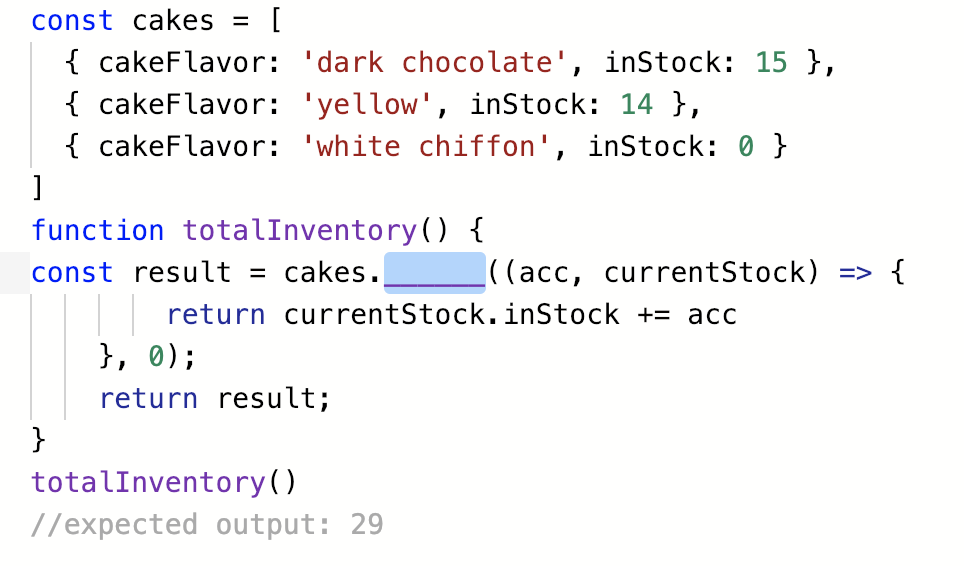 const cakes = [
{ cakeFlavor: 'dark chocolate', inStock: 15 },
{ cakeFlavor: 'yellow', inStock: 14 },
{ cakeFlavor: 'white chiffon', inStock: 0 }
]
function totalInventory() {
const result = cakes.______((acc, currentStock) => {
return currentStock.inStock += acc
}, 0);
return result;
}
totalInventory()
//expected output: 29